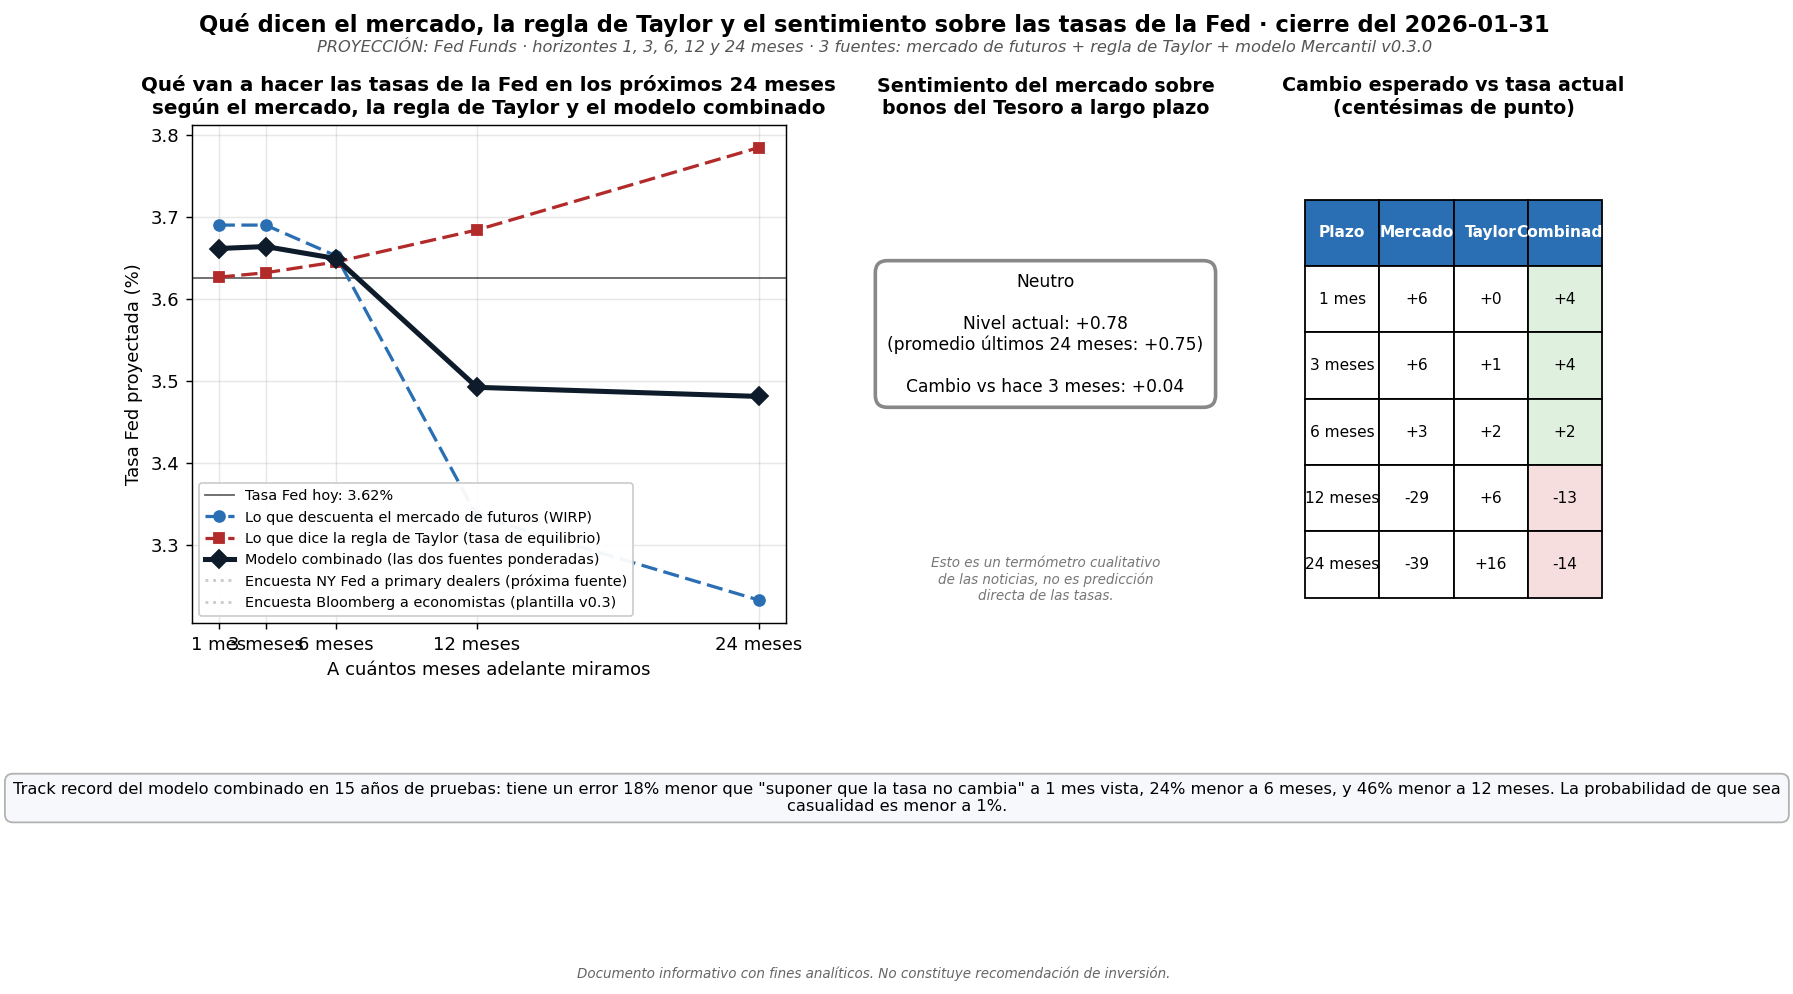 Qué dicen el mercado, la regla de Taylor y el sentimiento sobre las tasas de la Fed · cierre del 2026-01-31
PROYECCIÓN: Fed Funds · horizontes 1, 3, 6, 12 y 24 meses · 3 fuentes: mercado de futuros + regla de Taylor + modelo Mercantil v0.3.0
Qué van a hacer las tasas de la Fed en los próximos 24 meses
según el mercado, la regla de Taylor y el modelo combinado
3.8
3.7
3.6
3.5
3.4
3.3
Tasa Fed proyectada (%)
Tasa Fed hoy: 3.62%
Lo que descuenta el mercado de futuros (WIRP)
Lo que dice la regla de Taylor (tasa de equilibrio)
Modelo combinado (las dos fuentes ponderadas)
Encuesta NY Fed a primary dealers (próxima fuente)
Encuesta Bloomberg a economistas (plantilla v0.3)
1 mes 3 meses 6 meses 12 meses 24 meses
A cuántos meses adelante miramos
Sentimiento del mercado sobre
bonos del Tesoro a largo plazo
Neutro
Nivel actual: +0.78
(promedio últimos 24 meses: +0.75)
Cambio vs hace 3 meses: +0.04
Esto es un termómetro cualitativo
de las noticias, no es predicción
directa de las tasas.
Cambio esperado vs tasa actual
(centésimas de punto)
Plazo Mercado Taylor Combinad
1 mes +6 +0 +4
3 meses +6 +1 +4
6 meses +3 +2 +2
12 meses -29 +6 -13
24 meses -39 +16 -14
Track record del modelo combinado en 15 años de pruebas: tiene un error 18% menor que "suponer que la tasa no cambia" a 1 mes vista, 24% menor a 6 meses, y 46% menor a 12 meses. La probabilidad de que sea
casualidad es menor a 1%.
Documento informativo con fines analíticos. No constituye recomendación de inversión.